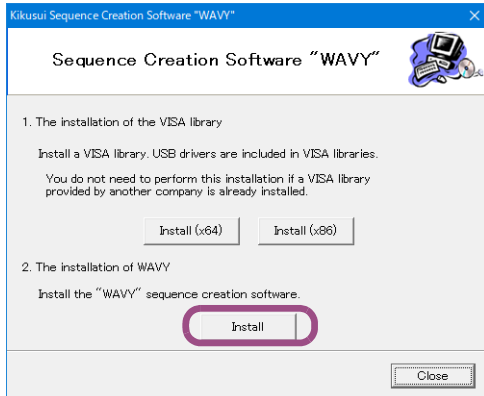 Kikusui Sequence Creation Software "WAVY"
Sequence Creation Software "WAVY"
1. The installation of the VISA library
Install a VISA library. USB drivers are included in VISA libraries.
You do not need to perform this installation if a VISA library
provided by another company is already installed.
Install (x64) Install (x86)
2. The installation of WAVY
Install the "WAVY" sequence creation software.
Install
Close